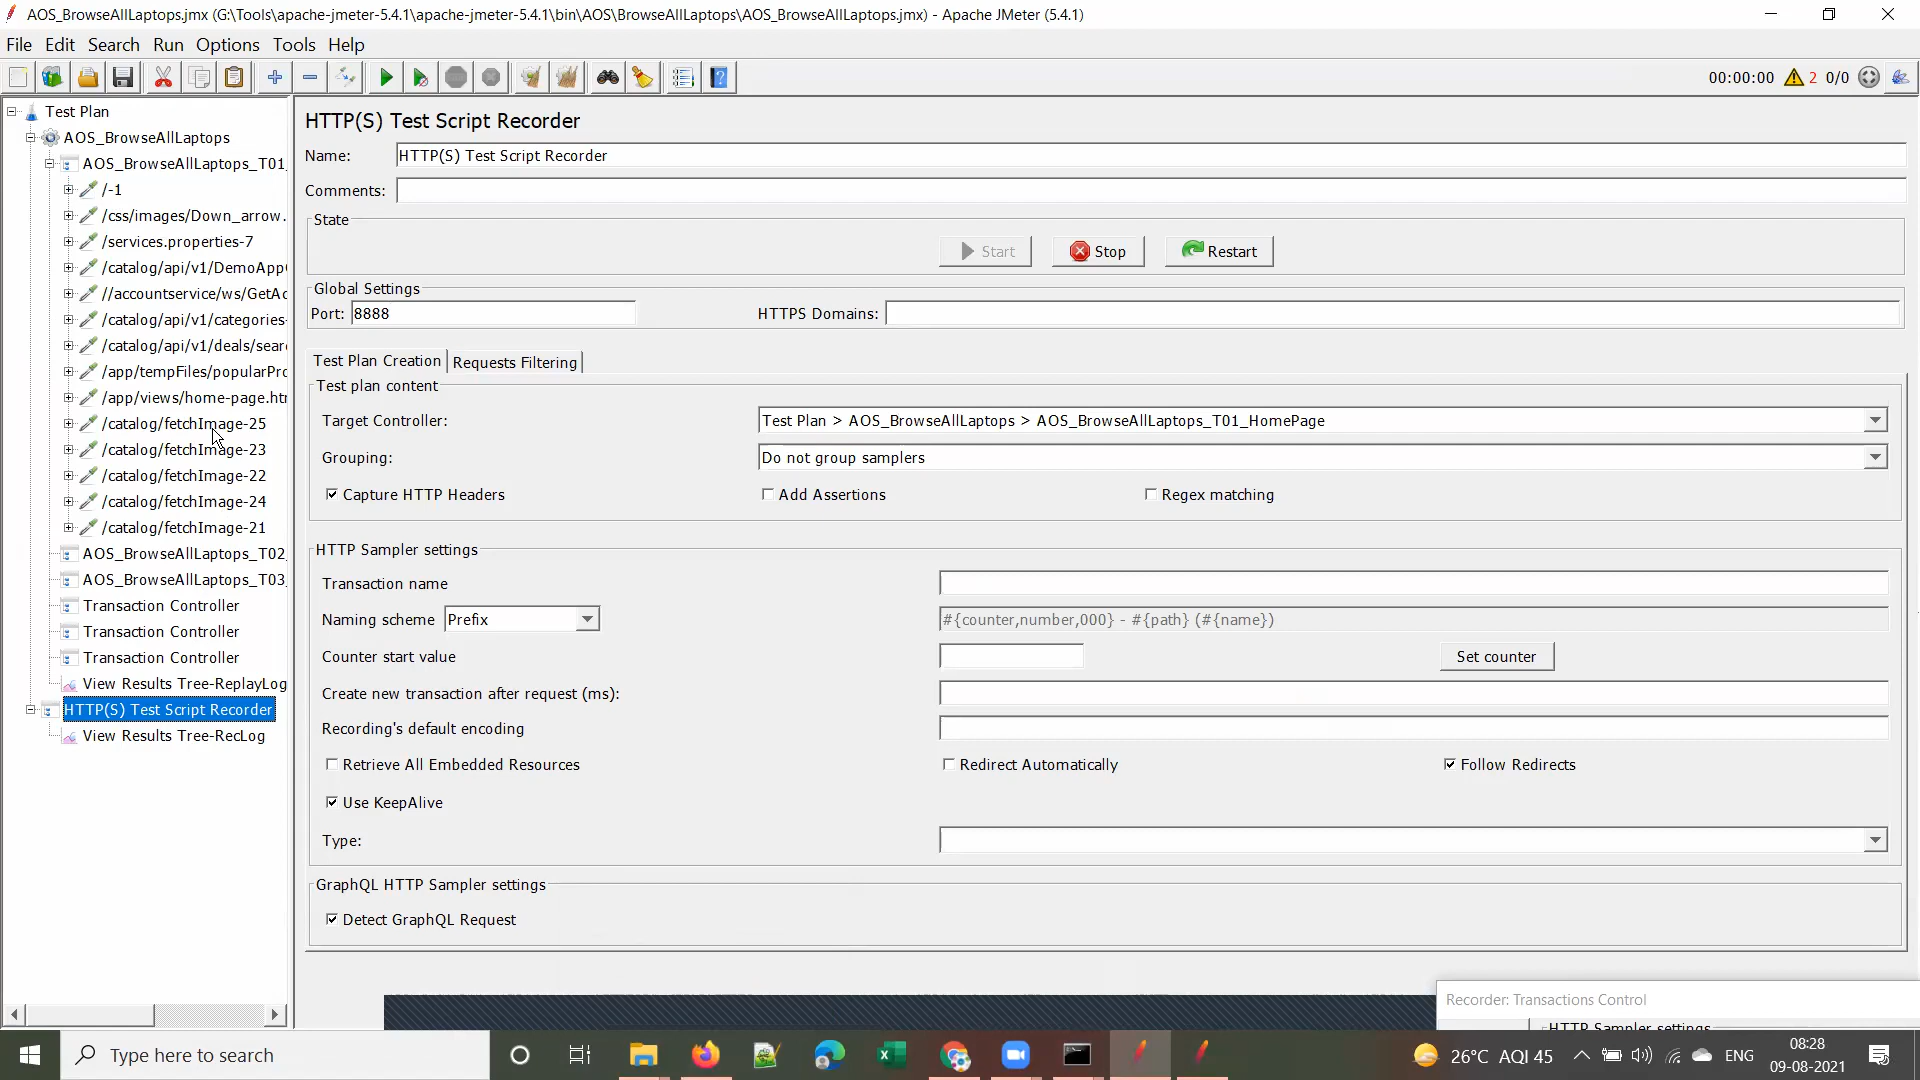 AOS_BrowseAllLaptops.jmx (G:\Tools\apache-jmeter-5.4.1\apache-jmeter-5.4.1\bin\AOS\BrowseAllLaptops\AOS_BrowseAllLaptops.jmx) - Apache JMeter (5.4.1)
File Edit Search Run Options Tools Help
00:00:00 2 0/0
Test Plan
AOS_BrowseAllLaptops
AOS_BrowseAllLaptops_T01_
/-1
/css/images/Down_arrow.
/services.properties-7
/catalog/api/v1/DemoApp
//accountservice/ws/GetAc
/catalog/api/v1/categories-
/catalog/api/v1/deals/sear
/app/tempFiles/popularPro
/app/views/home-page.htr
/catalog/fetchImage-25
/catalog/fetchImage-23
/catalog/fetchImage-22
/catalog/fetchImage-24
/catalog/fetchImage-21
AOS_BrowseAllLaptops_T02_
AOS_BrowseAllLaptops_T03_
Transaction Controller
Transaction Controller
Transaction Controller
View Results Tree-ReplayLog
HTTP(S) Test Script Recorder
View Results Tree-RecLog
HTTP(S) Test Script Recorder
Name: HTTP(S) Test Script Recorder
Comments:
State
Start Stop Restart
Global Settings
Port: 8888 HTTPS Domains:
Test Plan Creation Requests Filtering
Test plan content
Target Controller: Test Plan > AOS_BrowseAllLaptops > AOS_BrowseAllLaptops_T01_HomePage
Grouping: Do not group samplers
Capture HTTP Headers Add Assertions Regex matching
HTTP Sampler settings
Transaction name
Naming scheme Prefix #{counter,number,000} - #{path} (#{name})
Counter start value Set counter
Create new transaction after request (ms):
Recording's default encoding
Retrieve All Embedded Resources Redirect Automatically Follow Redirects
Use KeepAlive
Type:
GraphQL HTTP Sampler settings
Detect GraphQL Request
Recorder: Transactions Control
HTTP Sampler settings
Type here to search
26°C AQI 45 ENG
08:28
09-08-2021